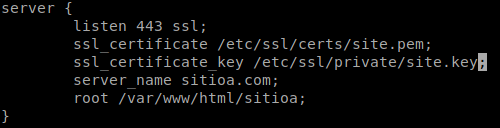 server {
        listen 443 ssl;
        ssl_certificate /etc/ssl/certs/site.pem;
        ssl_certificate_key /etc/ssl/private/site.key;
        server_name sitioa.com;
        root /var/www/html/sitioa;
}